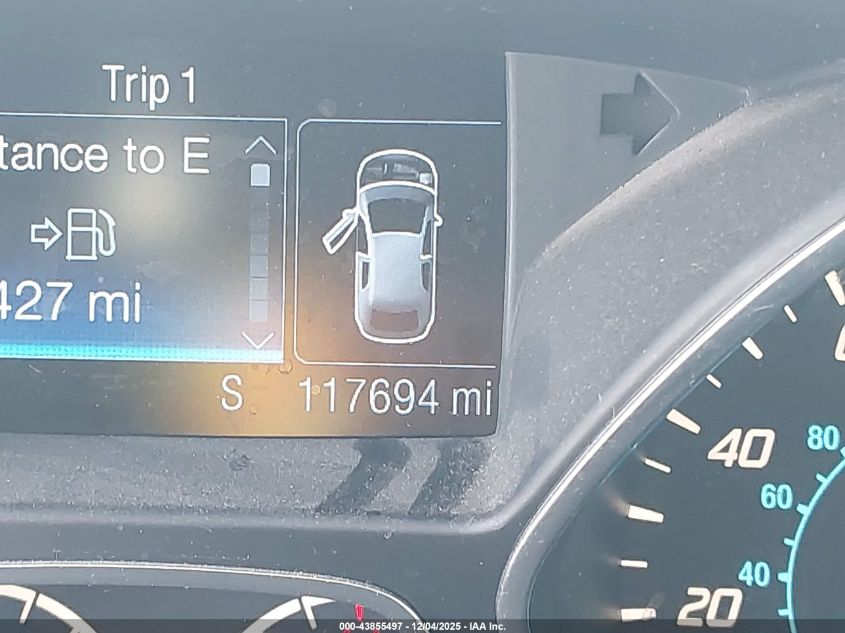 Trip 1
tance to E
427 mi
S 117694 mi
40
20
80
60
40
000-43855497 - 12/04/2025 - IAA Inc.